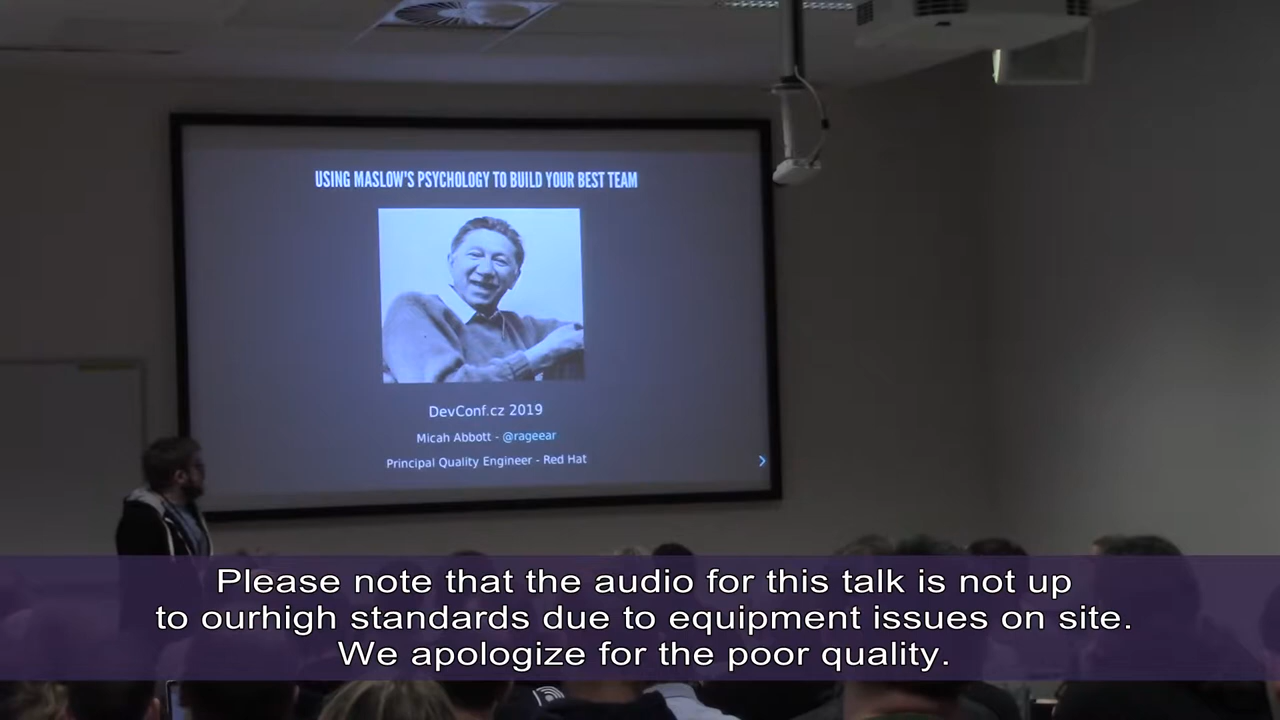 USING MASLOW'S PSYCHOLOGY TO BUILD YOUR BEST TEAM
DevConf.cz 2019
Micah Abbott - @rageear
Principal Quality Engineer - Red Hat
Please note that the audio for this talk is not up
to ourhigh standards due to equipment issues on site.
We apologize for the poor quality.